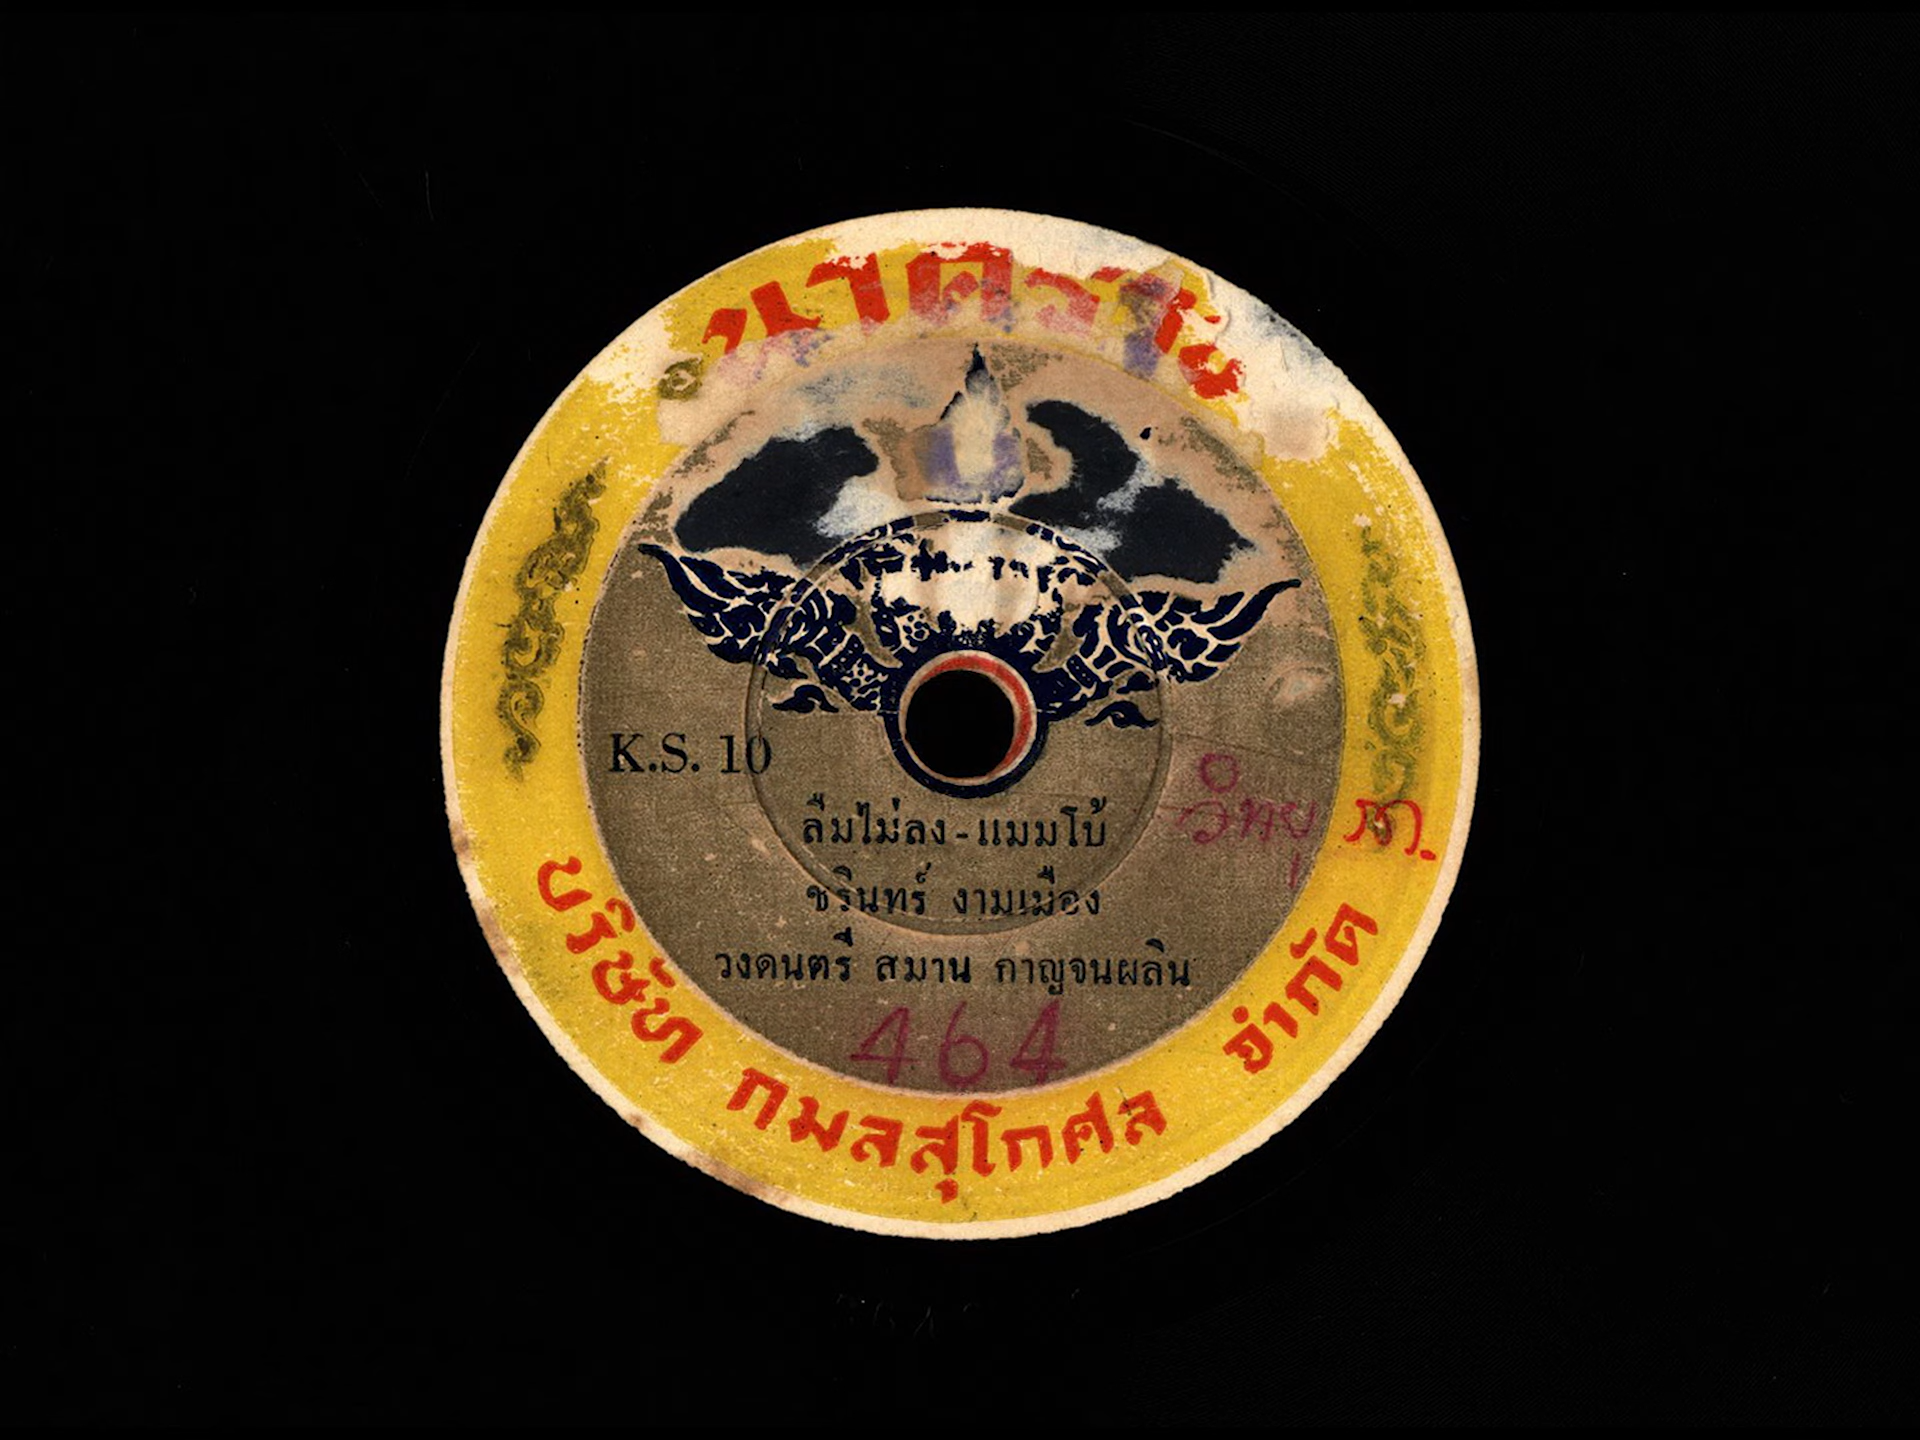 K.S. 10
ลืมไม่ลง - แมมโบ้
วิทยุ
ชรินทร์ งามเมือง
วงดนตรี สมาน กาญจนผลิน
464
บริษัท กมลสุโกศล จำกัด